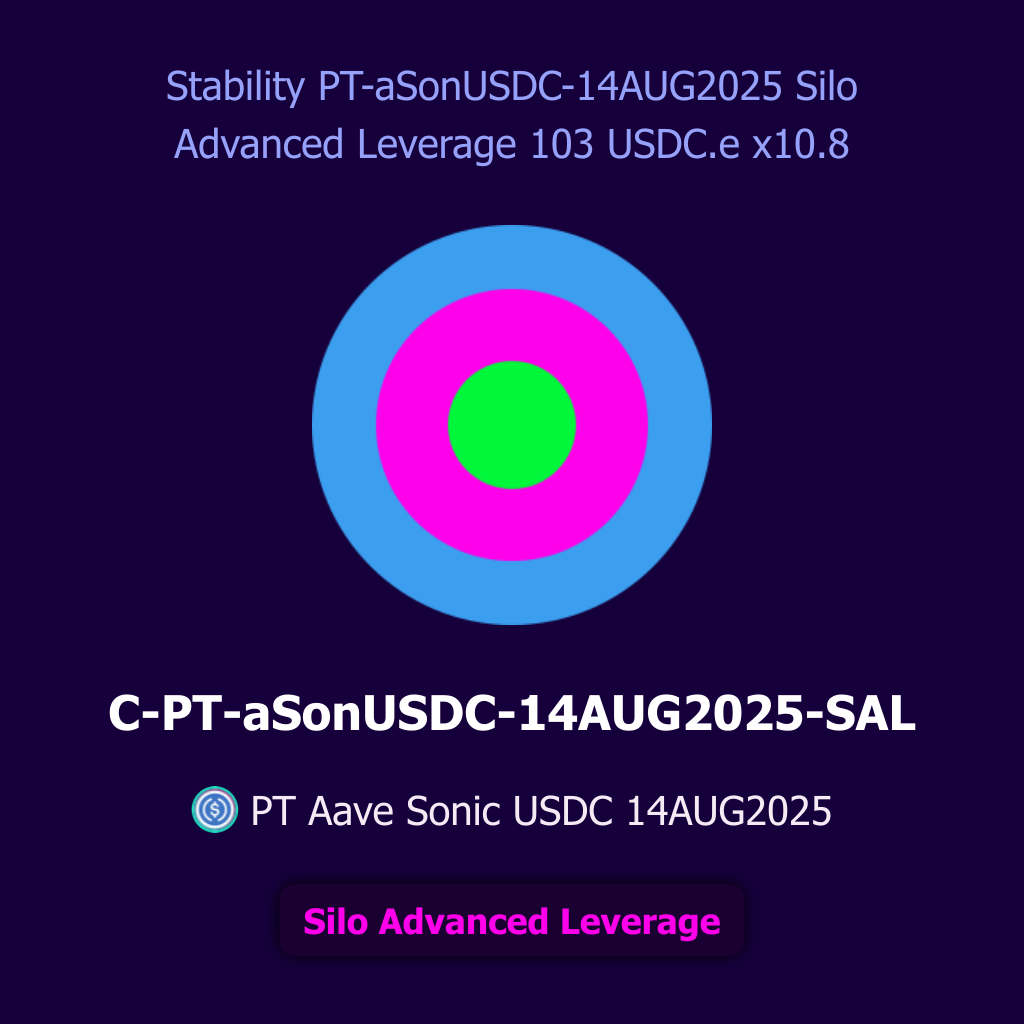 Stability PT-aSonUSDC-14AUG2025 Silo
Advanced Leverage 103 USDC.e x10.8
C-PT-aSonUSDC-14AUG2025-SAL
$ PT Aave Sonic USDC 14AUG2025
Silo Advanced Leverage